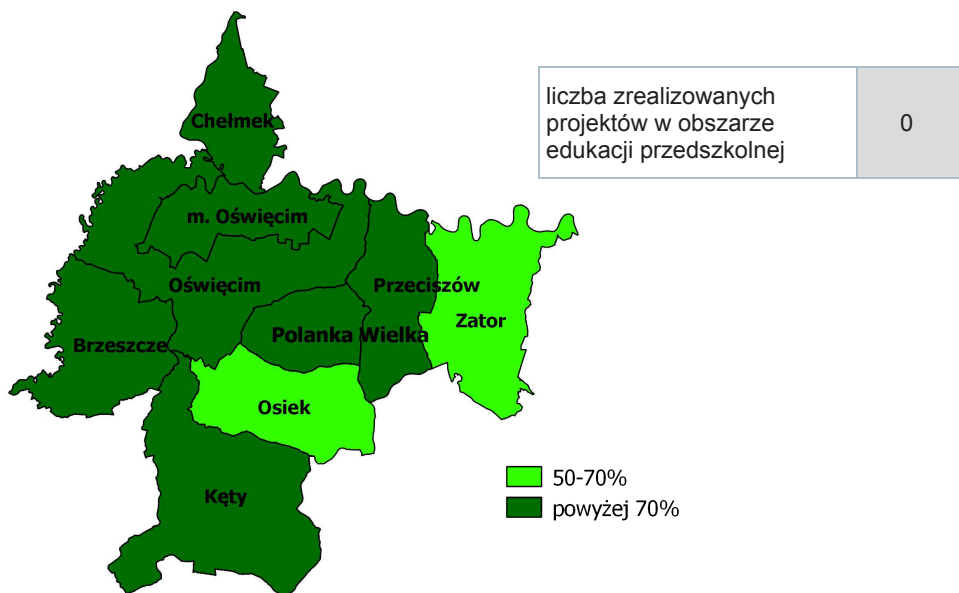 liczba zrealizowanych
projektów w obszarze
edukacji przedszkolnej
0
Chełmek
m. Oświęcim
Oświęcim
Przeciszów
Zator
Polanka Wielka
Brzeszcze
Osiek
Kęty
50-70%
powyżej 70%